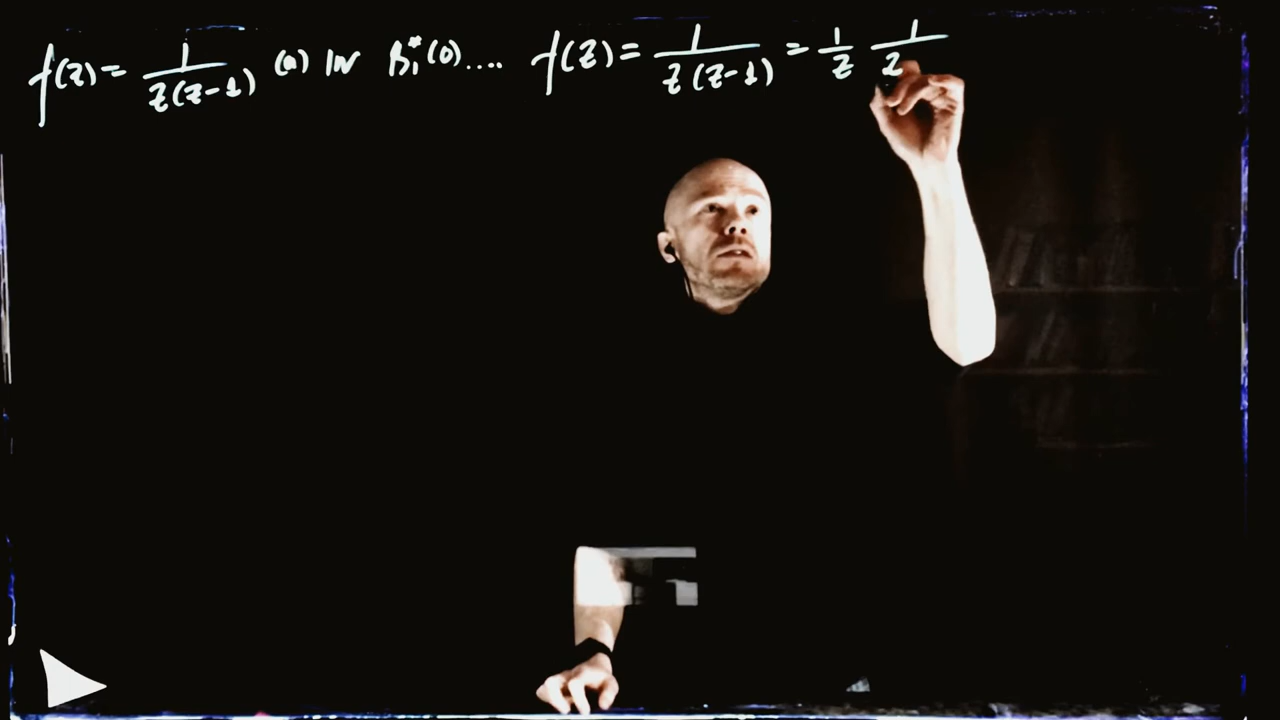 f(z) = 1/z(z-1) (a) in B₁*(0).... f(z) = 1/z(z-1) = 1/z 1/z